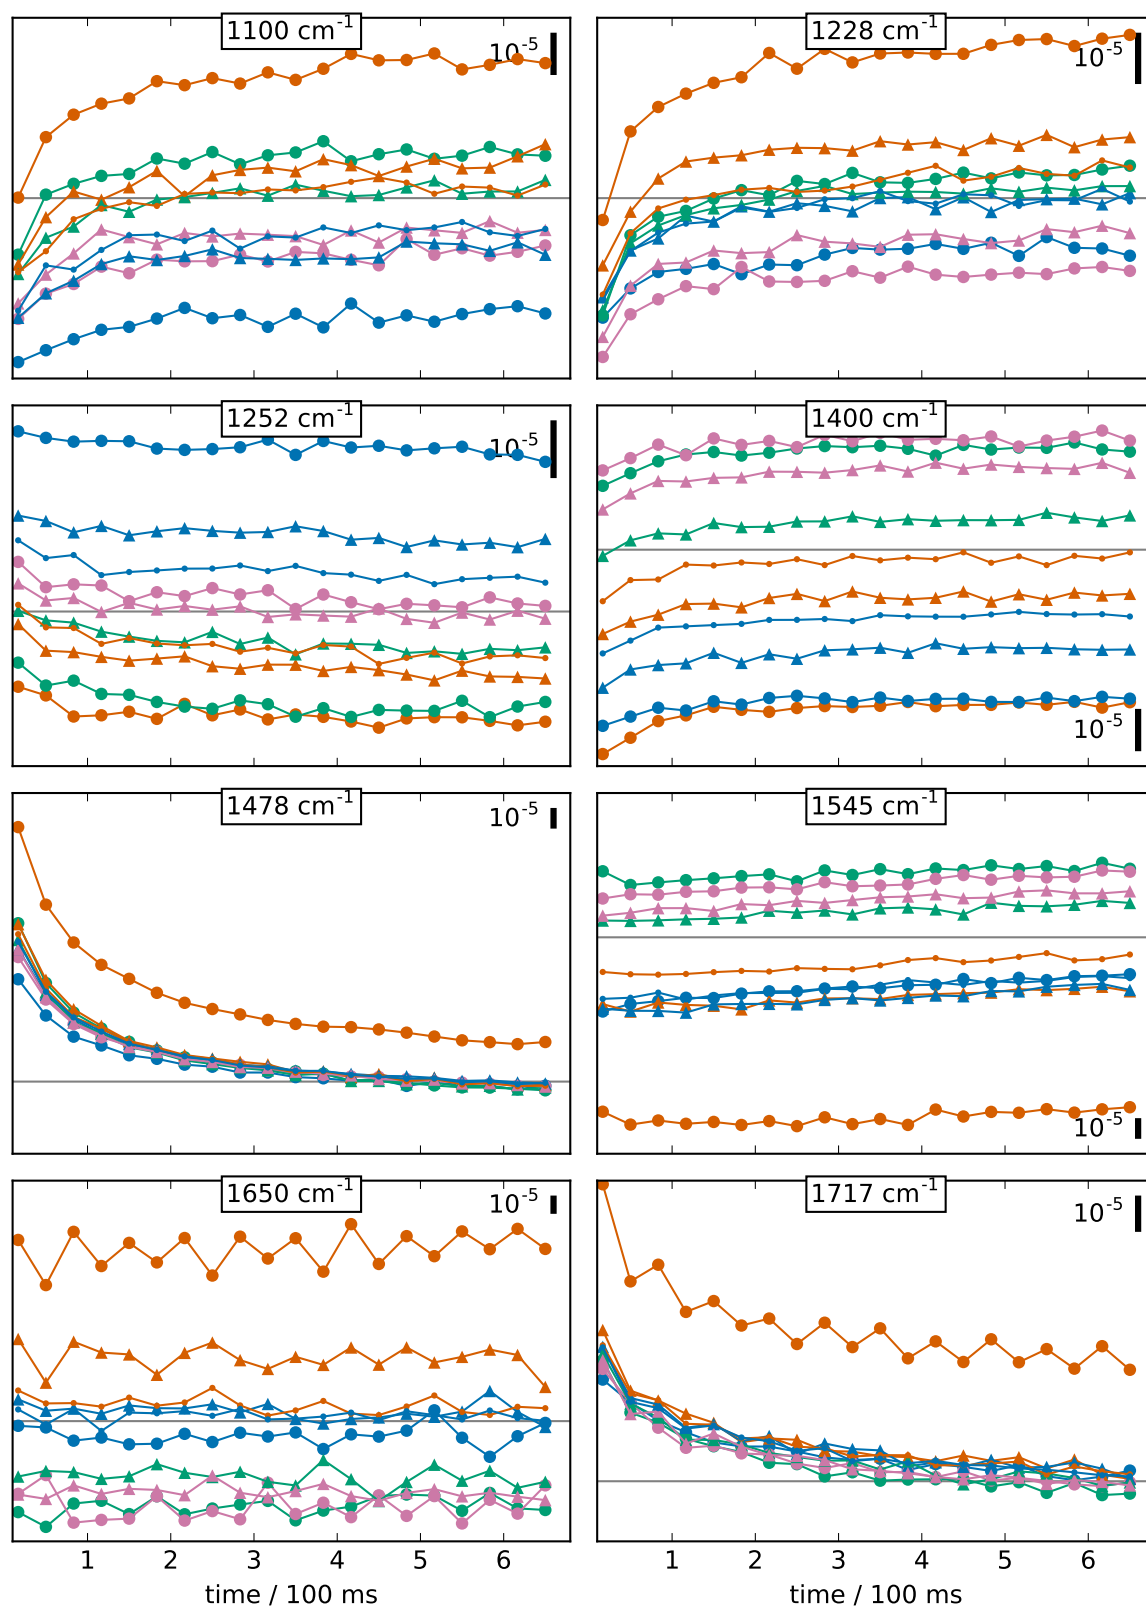 1100 cm⁻¹
10⁻⁵
1228 cm⁻¹
10⁻⁵
1252 cm⁻¹
10⁻⁵
1400 cm⁻¹
10⁻⁵
1478 cm⁻¹
10⁻⁵
1545 cm⁻¹
10⁻⁵
1650 cm⁻¹
10⁻⁵
1717 cm⁻¹
10⁻⁵
1 2 3 4 5 6
1 2 3 4 5 6
time / 100 ms
time / 100 ms